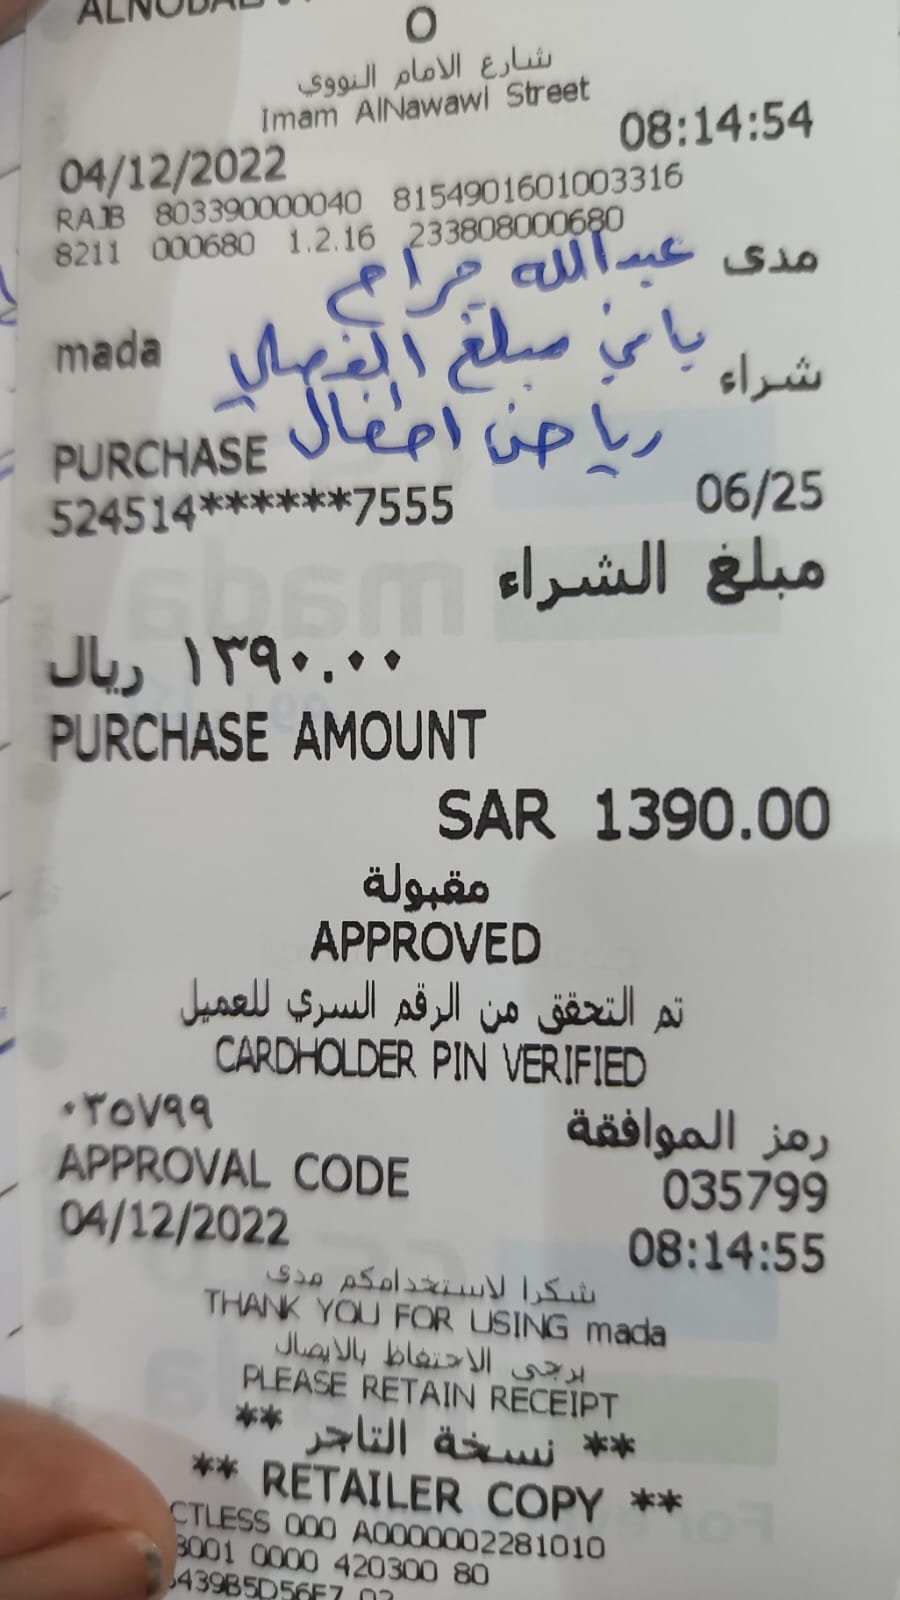 O
شارع الامام النووي
Imam AlNawawi Street
04/12/2022 08:14:54
RAJB 803390000040 8154901601003316
8211 000680 1.2.16 233808000680
مدى
عبدالله
mada
مبلغ
شراء
رياض اطفال
PURCHASE
524514******7555 06/25
مبلغ الشراء
١٣٩٠.٠٠ ريال
PURCHASE AMOUNT
SAR 1390.00
مقبولة
APPROVED
تم التحقق من الرقم السري للعميل
CARDHOLDER PIN VERIFIED
رمز الموافقة ٠٣٥٧٩٩
APPROVAL CODE 035799
04/12/2022 08:14:55
شكرا لاستخدامكم مدى
THANK YOU FOR USING mada
يرجى الاحتفاظ بالايصال
PLEASE RETAIN RECEIPT
** نسخة التاجر **
** RETAILER COPY **
CTLESS 000 A0000002281010
3001 0000 420300 80